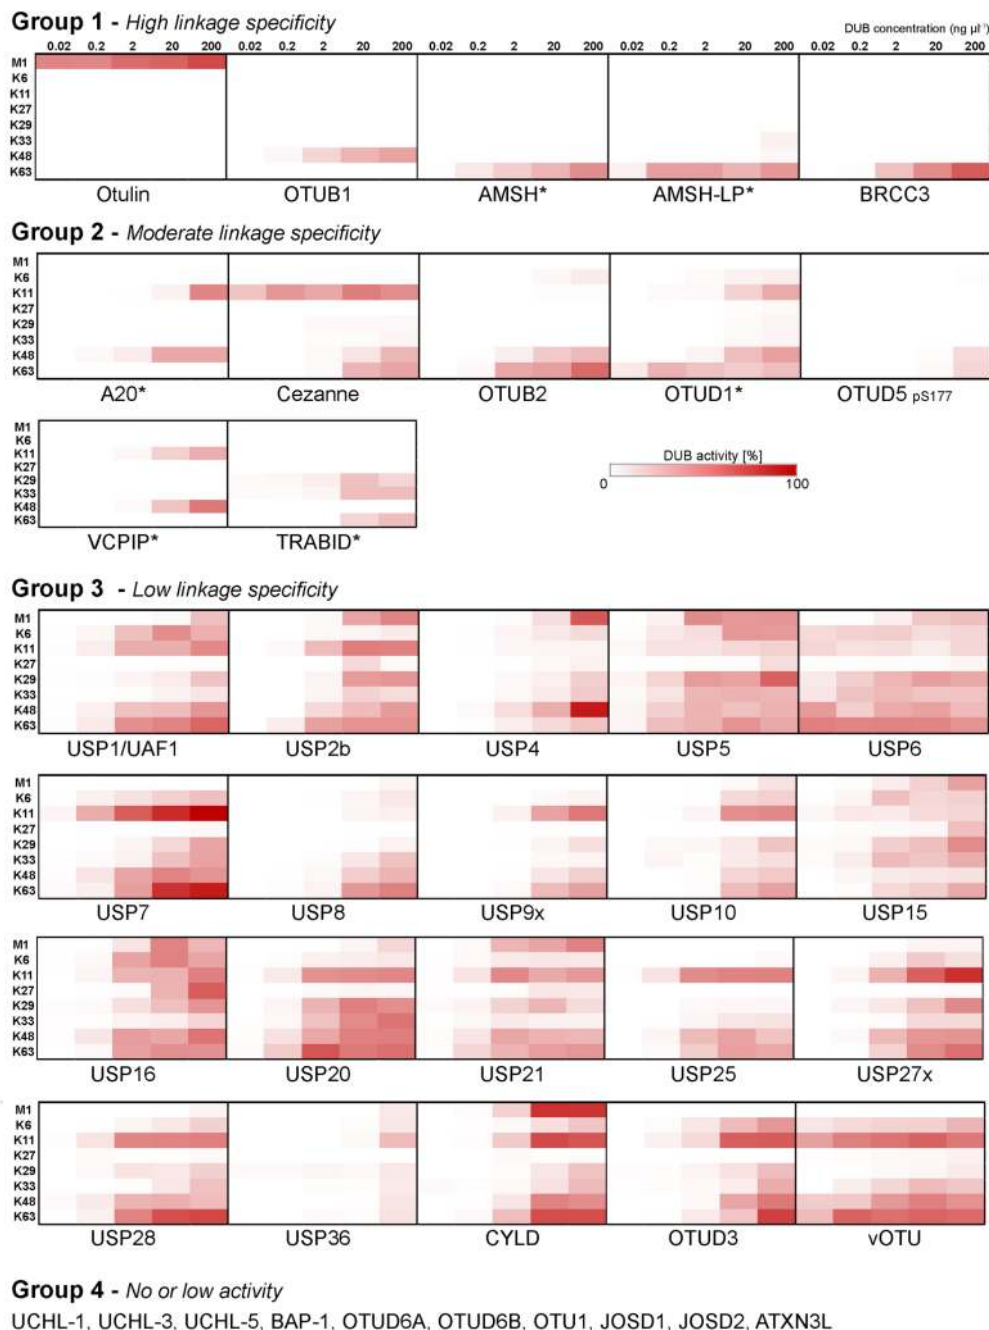 Group 1 - High linkage specificity
0.02 0.2 2 20 200 0.02 0.2 2 20 200 0.02 0.2 2 20 200 0.02 0.2 2 20 200 0.02 0.2 2 20 200
DUB concentration (ng µl⁻¹)
M1
K6
K11
K27
K29
K33
K48
K63
Otulin OTUB1 AMSH* AMSH-LP* BRCC3
Group 2 - Moderate linkage specificity
M1
K6
K11
K27
K29
K33
K48
K63
A20* Cezanne OTUB2 OTUD1* OTUD5 pS177
M1
K6
K11
K27
K29
K33
K48
K63
VCPIP* TRABID*
DUB activity [%]
0 100
Group 3 - Low linkage specificity
M1
K6
K11
K27
K29
K33
K48
K63
USP1/UAF1 USP2b USP4 USP5 USP6
M1
K6
K11
K27
K29
K33
K48
K63
USP7 USP8 USP9x USP10 USP15
M1
K6
K11
K27
K29
K33
K48
K63
USP16 USP20 USP21 USP25 USP27x
M1
K6
K11
K27
K29
K33
K48
K63
USP28 USP36 CYLD OTUD3 vOTU
Group 4 - No or low activity
UCHL-1, UCHL-3, UCHL-5, BAP-1, OTUD6A, OTUD6B, OTU1, JOSD1, JOSD2, ATXN3L